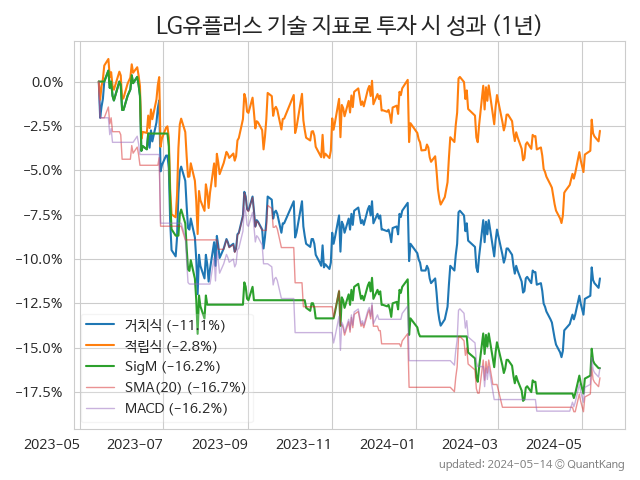 LG유플러스 기술 지표로 투자 시 성과 (1년)
0.0%
−2.5%
−5.0%
−7.5%
−10.0%
−12.5%
−15.0%
−17.5%
거치식 (−11.1%)
적립식 (−2.8%)
SigM (−16.2%)
SMA(20) (−16.7%)
MACD (−16.2%)
2023-05 2023-07 2023-09 2023-11 2024-01 2024-03 2024-05
updated: 2024-05-14 ⓒ QuantKang